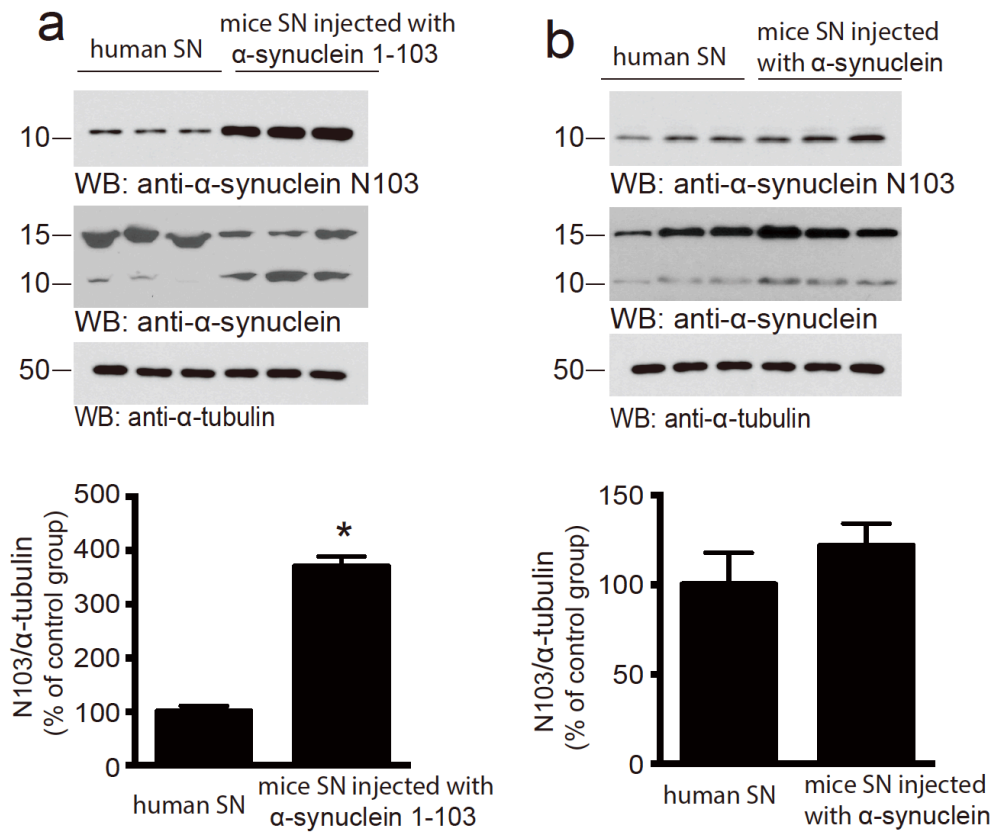 a
human SN
mice SN injected with
α-synuclein 1-103
10
WB: anti-α-synuclein N103
15
10
WB: anti-α-synuclein
50
WB: anti-α-tubulin
N103/α-tubulin
(% of control group)
500
400
300
200
100
0
*
human SN
mice SN injected with
α-synuclein 1-103
b
human SN
mice SN injected
with α-synuclein
10
WB: anti-α-synuclein N103
15
10
WB: anti-α-synuclein
50
WB: anti-α-tubulin
N103/α-tubulin
(% of control group)
150
100
50
0
human SN
mice SN injected
with α-synuclein